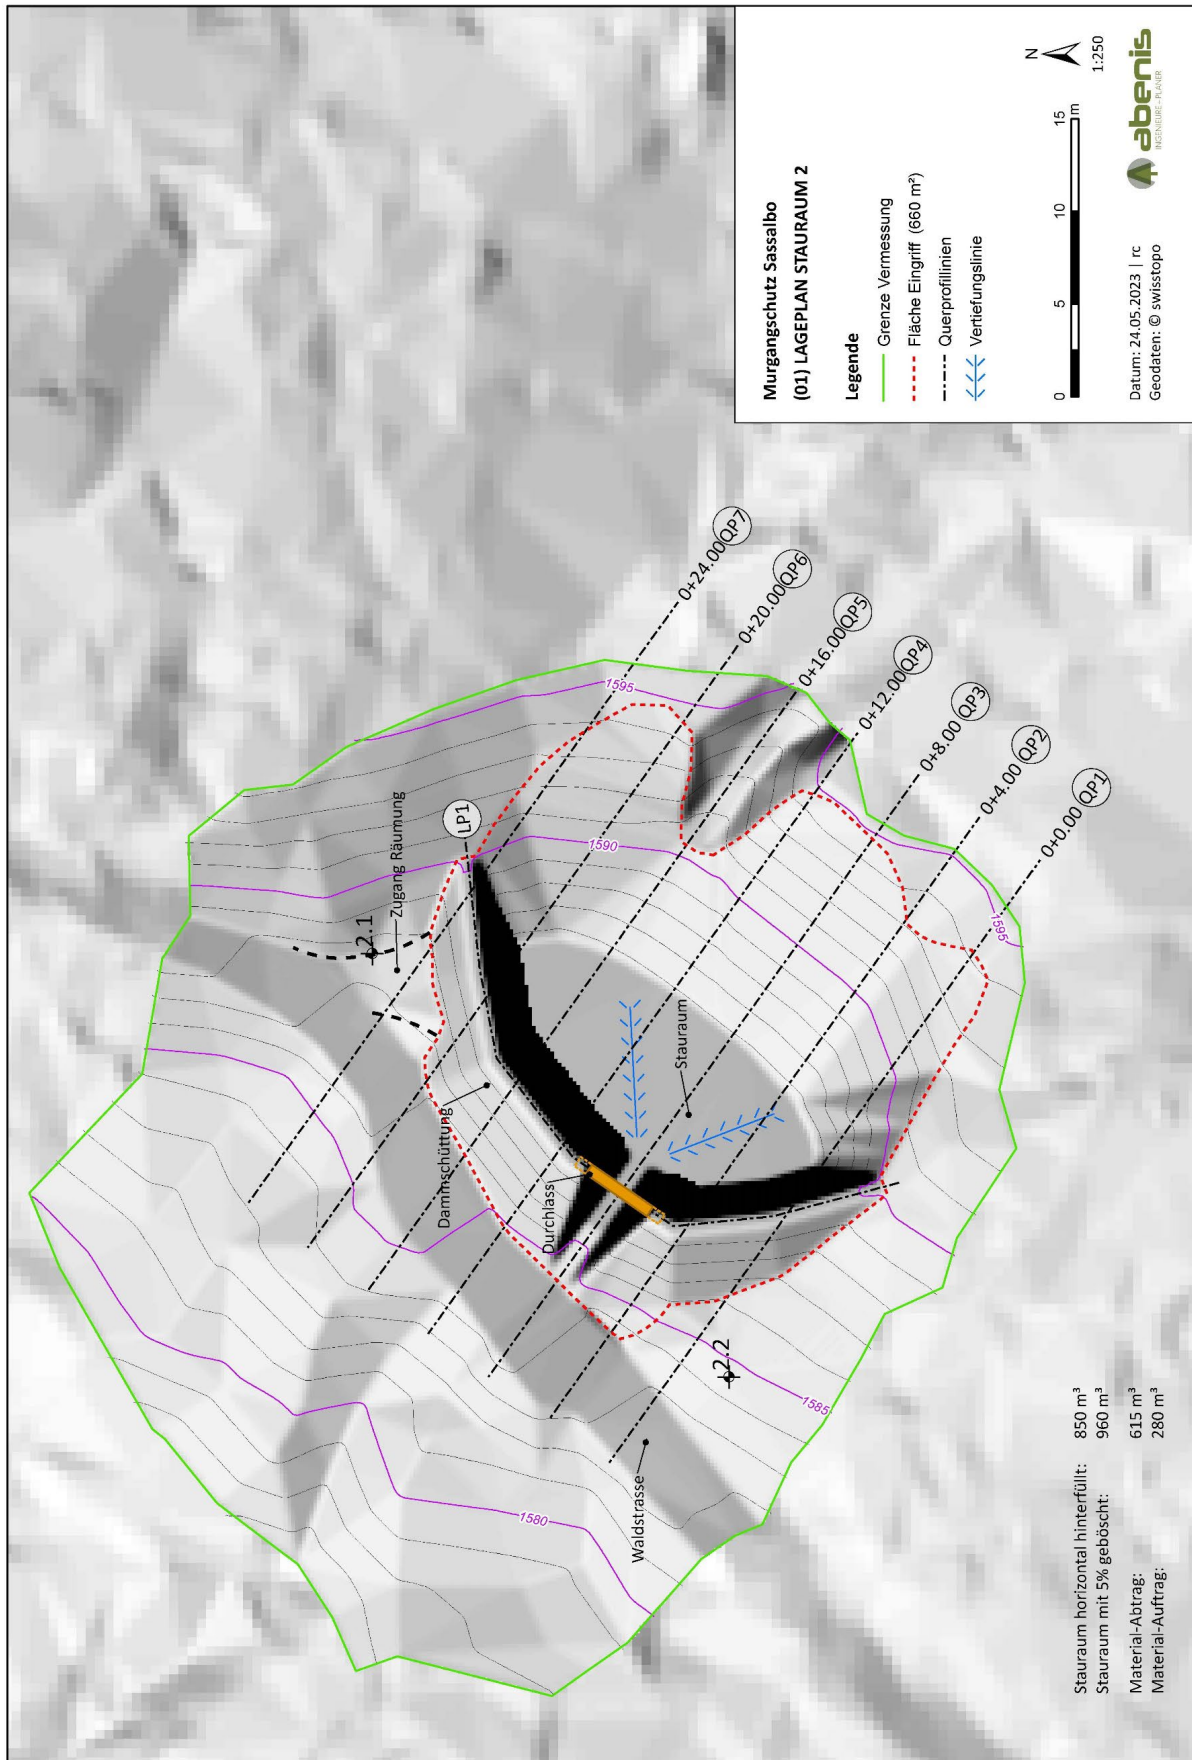 Murgangschutz Sassalbo
(01) LAGEPLAN STAURAUM 2
Legende
Grenze Vermessung
Fläche Eingriff (660 m²)
Querprofillinien
Vertiefungslinie
N
1:250
0 5 10 15
m
Datum: 24.05.2023 | rc
Geodaten: © swisstopo
abenis
INGENIEURE - PLANER
0+24.00 QP7
0+20.00 QP6
0+16.00 QP5
0+12.00 QP4
0+8.00 QP3
0+4.00 QP2
0+0.00 QP1
1595
LP1
Zugang Räumung
2.1
1590
Dammschüttung
Stauraum
Durchlass
1595
2.2
1585
Waldstrasse
1580
Stauraum horizontal hinterfüllt: 850 m³
Stauraum mit 5% geböscht: 960 m³
Material-Abtrag: 615 m³
Material-Auftrag: 280 m³